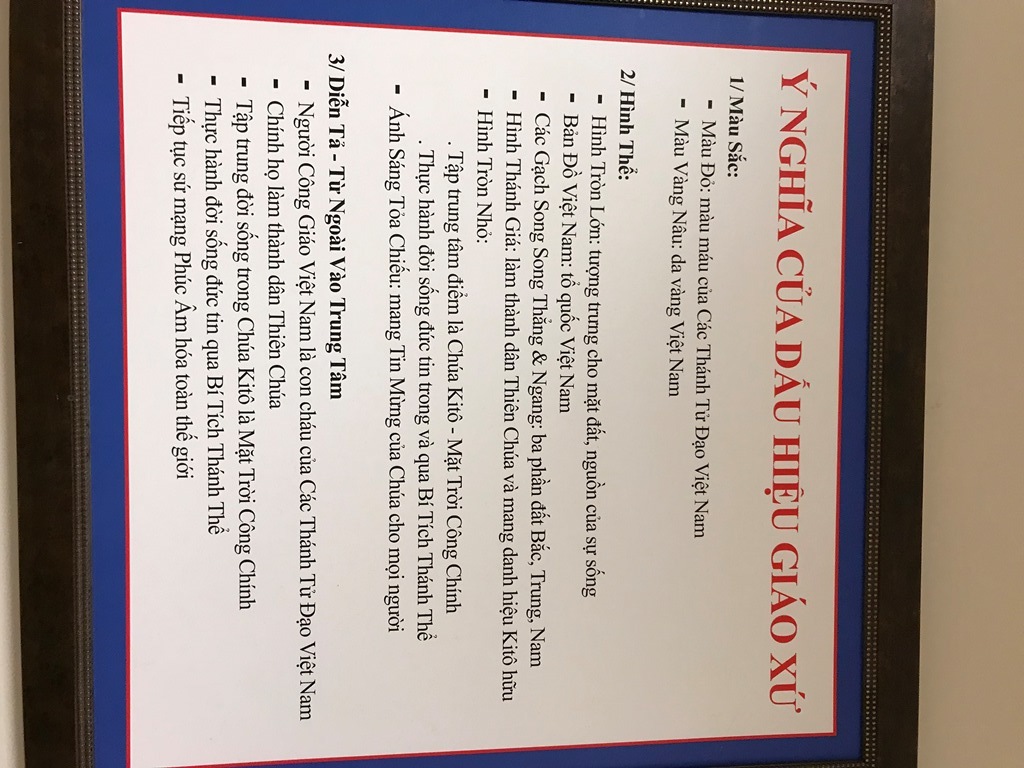 Ý NGHĨA CỦA DẤU HIỆU GIÁO XỨ
1/ Màu Sắc:
- Màu Đỏ: màu máu của Các Thánh Tử Đạo Việt Nam
- Màu Vàng Nâu: da vàng Việt Nam
2/ Hình Thể:
- Hình Tròn Lớn: tượng trưng cho mặt đất, nguồn của sự sống
- Bản Đồ Việt Nam: tổ quốc Việt Nam
- Các Gạch Song Song Thẳng & Ngang: ba phần đất Bắc, Trung, Nam
- Hình Thánh Giá: làm thành dân Thiên Chúa và mang danh hiệu Kitô hữu
- Hình Tròn Nhỏ:
. Tập trung tâm điểm là Chúa Kitô - Mặt Trời Công Chính
. Thực hành đời sống đức tin trong và qua Bí Tích Thánh Thể
- Ánh Sáng Tỏa Chiếu: mang Tin Mừng của Chúa cho mọi người
3/ Diễn Tả - Từ Ngoài Vào Trung Tâm
- Người Công Giáo Việt Nam là con cháu của Các Thánh Tử Đạo Việt Nam
- Chính họ làm thành dân Thiên Chúa
- Tập trung đời sống trong Chúa Kitô là Mặt Trời Công Chính
- Thực hành đời sống đức tin qua Bí Tích Thánh Thể
- Tiếp tục sứ mạng Phúc Âm hóa toàn thế giới